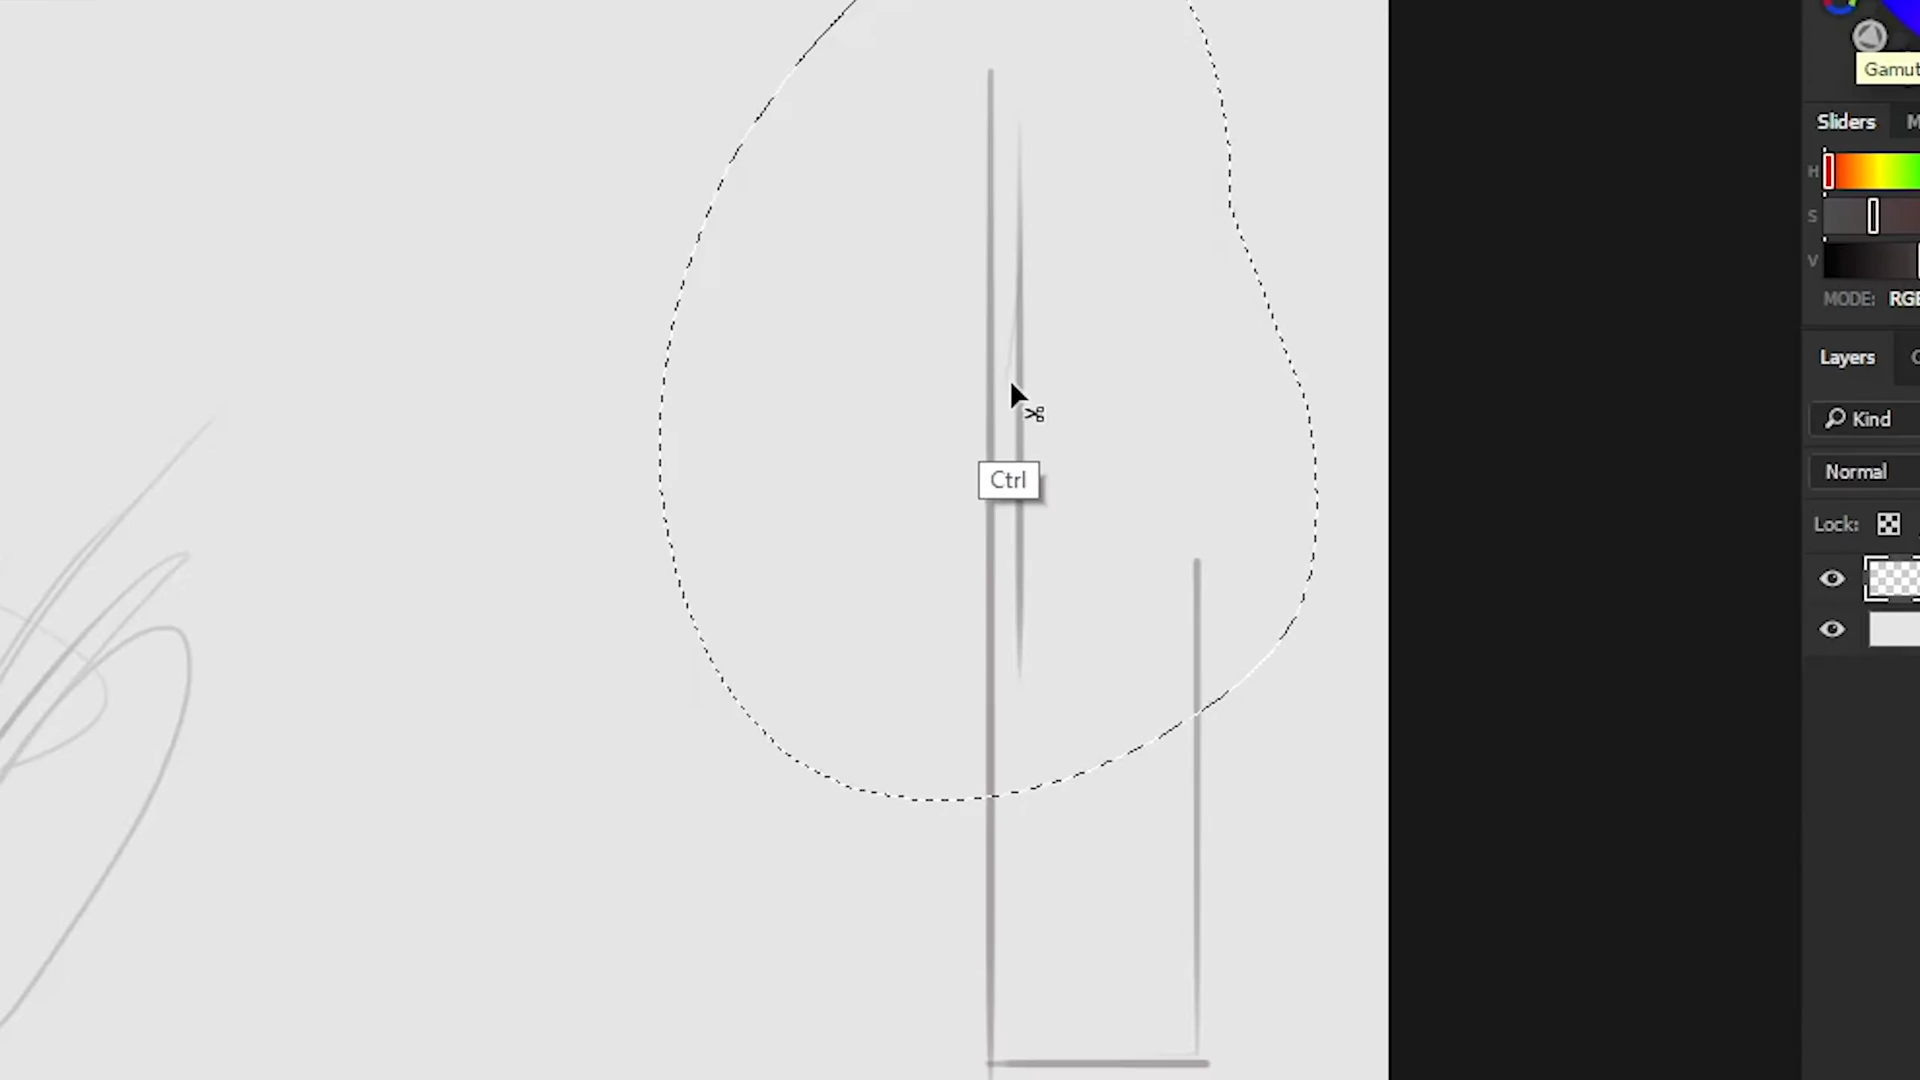 Gamut
Sliders M
H
S
V
MODE: RGB
Layers
Kind
Ctrl
Normal
Lock: